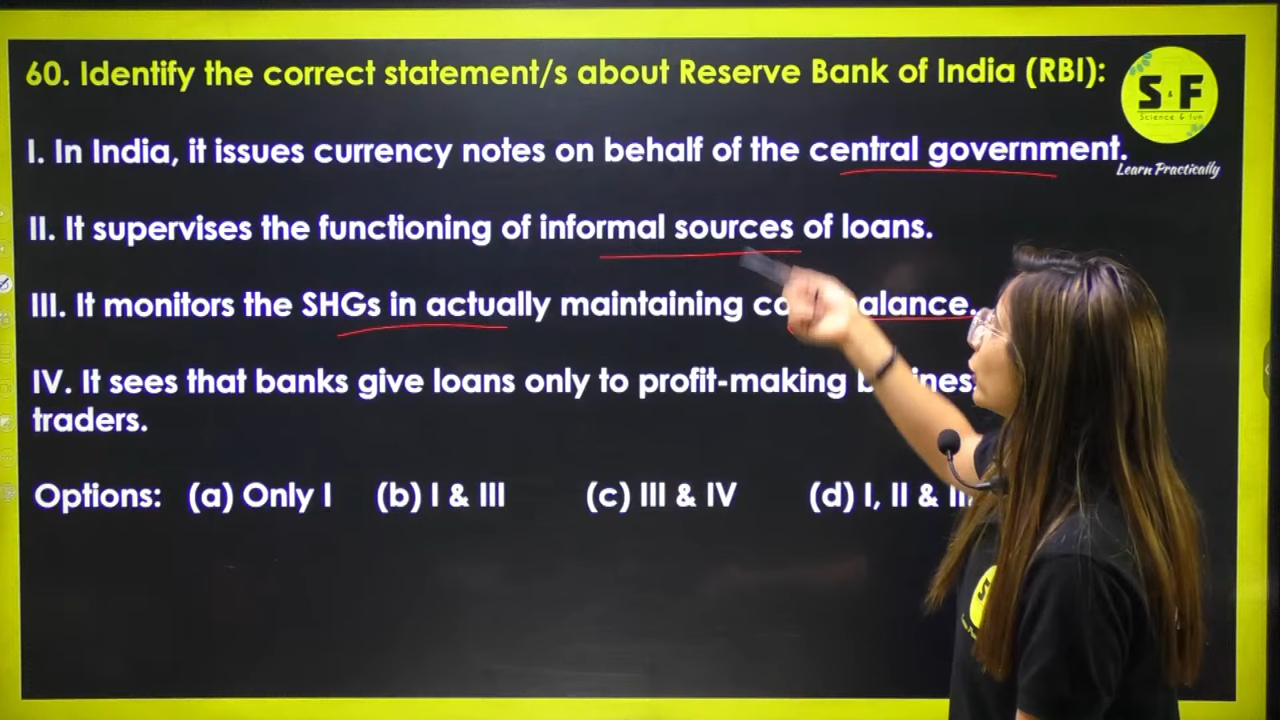 60. Identify the correct statement/s about Reserve Bank of India (RBI):
S & F
Science & fun
Learn Practically
I. In India, it issues currency notes on behalf of the central government.
II. It supervises the functioning of informal sources of loans.
III. It monitors the SHGs in actually maintaining
IV. It sees that banks give loans only to profit-making
traders.
Options: (a) Only I (b) I & III (c) III & IV (d) I, II &